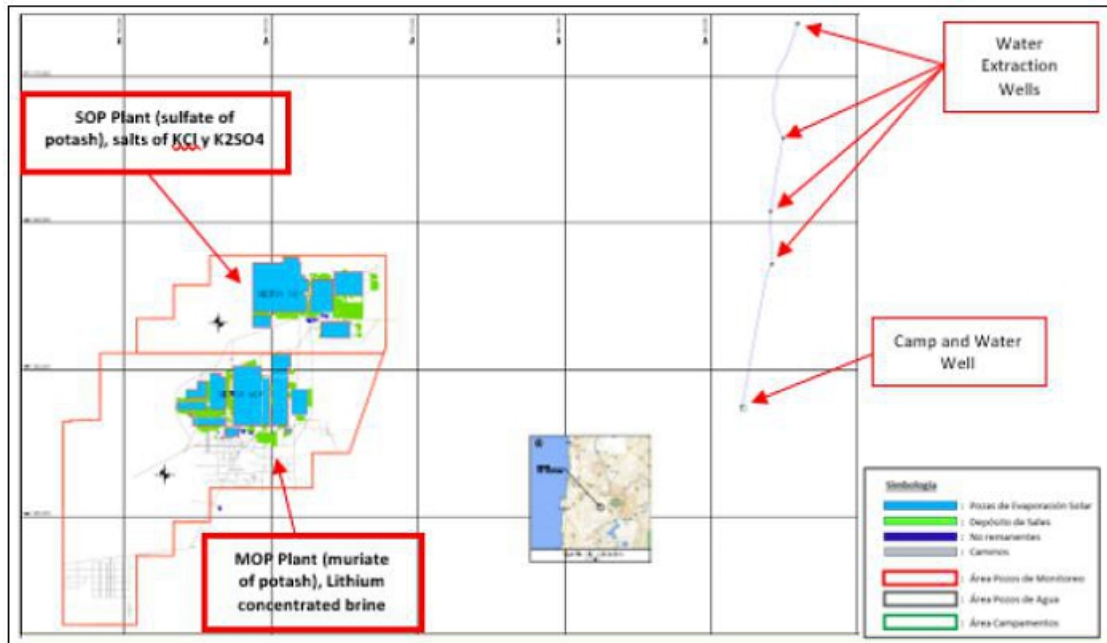 SOP Plant (sulfate of
potash), salts of KCl y K2SO4
Water
Extraction
Wells
Camp and Water
Well
MOP Plant (muriate
of potash), Lithium
concentrated brine
Simbología
: Pozas de Evaporación Solar
: Depósito de Sales
: No remanentes
: Caminos
: Área Pozos de Monitoreo
: Área Pozos de Agua
: Área Campamentos